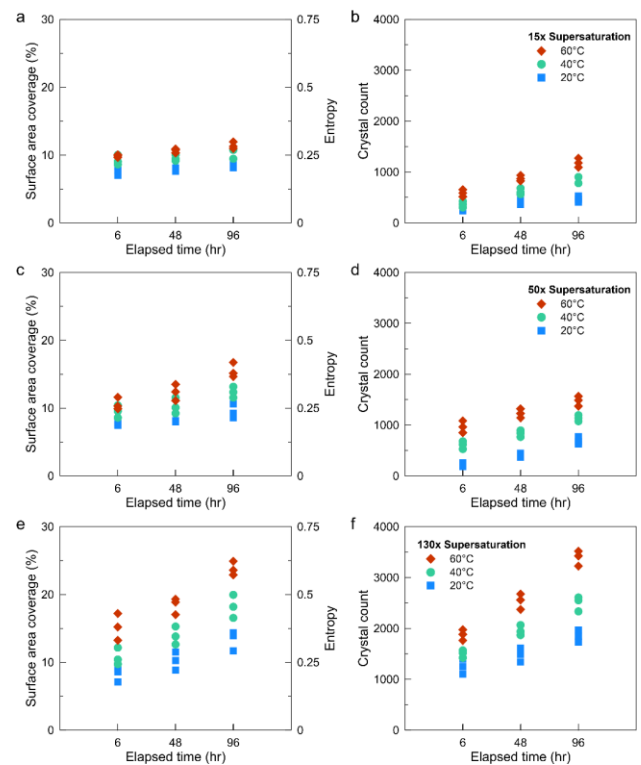 a
30
20
10
0
Surface area coverage (%)
0.75
0.5
0.25
0
Entropy
6
48
96
Elapsed time (hr)
b
4000
3000
2000
1000
0
Crystal count
15x Supersaturation
60°C
40°C
20°C
6
48
96
Elapsed time (hr)
c
30
20
10
0
Surface area coverage (%)
0.75
0.5
0.25
0
Entropy
6
48
96
Elapsed time (hr)
d
4000
3000
2000
1000
0
Crystal count
50x Supersaturation
60°C
40°C
20°C
6
48
96
Elapsed time (hr)
e
30
20
10
0
Surface area coverage (%)
0.75
0.5
0.25
0
Entropy
6
48
96
Elapsed time (hr)
f
4000
3000
2000
1000
0
Crystal count
130x Supersaturation
60°C
40°C
20°C
6
48
96
Elapsed time (hr)